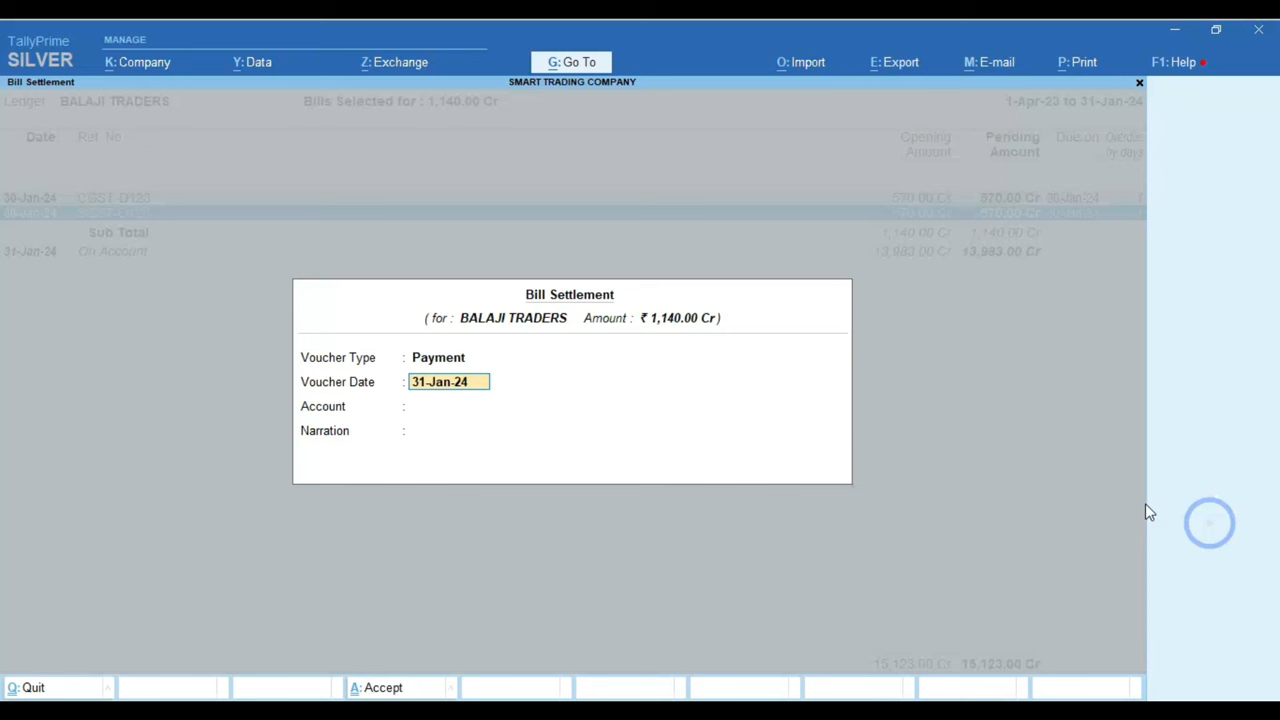 TallyPrime
SILVER
MANAGE
K: Company
Y: Data
Z: Exchange
G: Go To
O: Import
E: Export
M: E-mail
P: Print
F1: Help
Bill Settlement
SMART TRADING COMPANY
Ledger BALAJI TRADERS Bills Selected for : 1,140.00 Cr 1-Apr-23 to 31-Jan-24
Date Ref. No. Opening Pending Due on Overdue
Amount Amount by days
30-Jan-24 CGST-D123 570.00 Cr 570.00 Cr
570.00 Cr
Sub Total 1,140.00 Cr 1,140.00 Cr
31-Jan-24 On Account 13,983.00 Cr 13,983.00 Cr
Bill Settlement
( for : BALAJI TRADERS Amount : ₹ 1,140.00 Cr )
Voucher Type : Payment
Voucher Date : 31-Jan-24
Account :
Narration :
15,123.00 Cr 15,123.00 Cr
Q: Quit
A: Accept